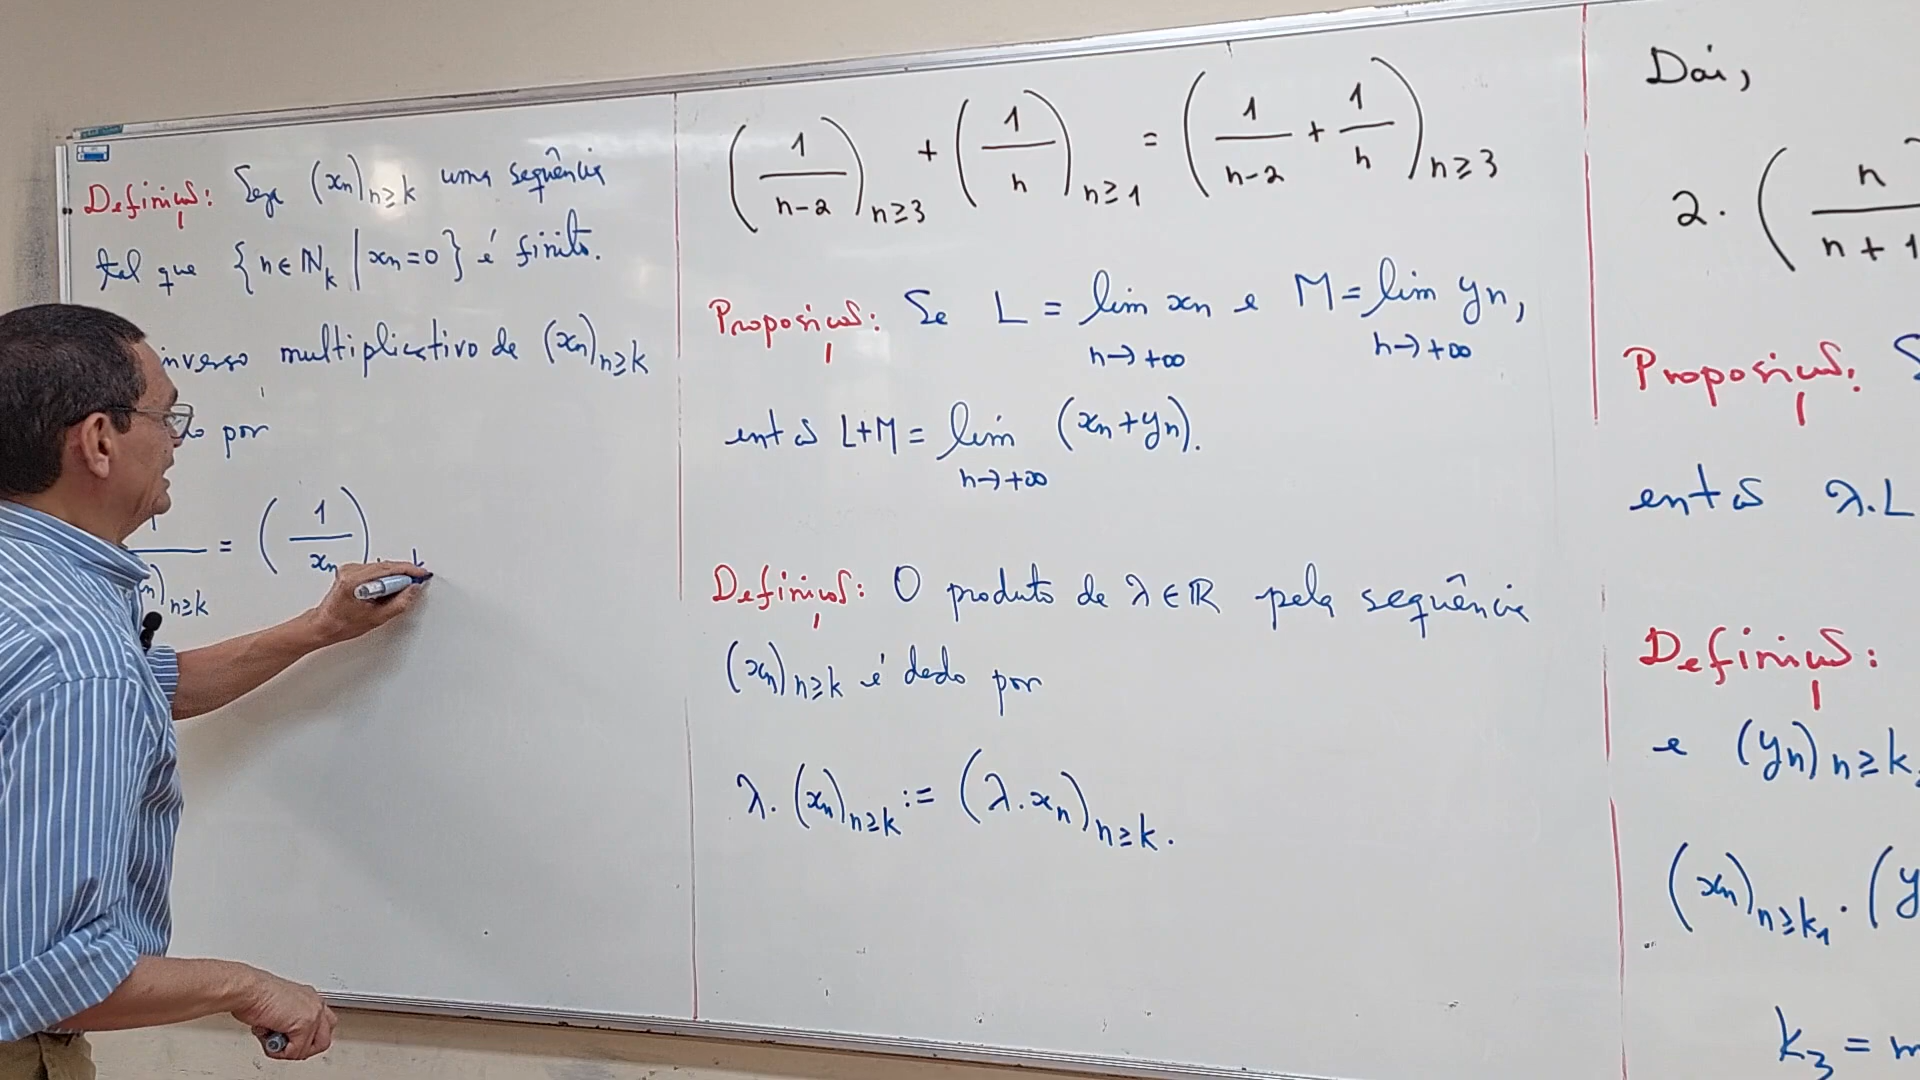 Definição: Seja (xn)n≥k uma sequência
tal que {n ∈ ℕk | xn = 0} é finito.
inverso multiplicativo de (xn)n≥k
por
= (1/xn)
n)n≥k
(1/(n-2))n≥3 + (1/n)n≥1 = (1/(n-2) + 1/n)n≥3
Proposição: Se L = lim xn e M = lim yn,
n→+∞ n→+∞
então L+M = lim (xn+yn).
n→+∞
Definição: O produto de λ ∈ ℝ pela sequência
(xn)n≥k é dado por
λ.(xn)n≥k := (λ.xn)n≥k.
Daí,
2.(n
n+1
Proposição:
então λ.L
Definição:
e (yn)n≥k
(xn)n≥k1 . (y
k3 = m